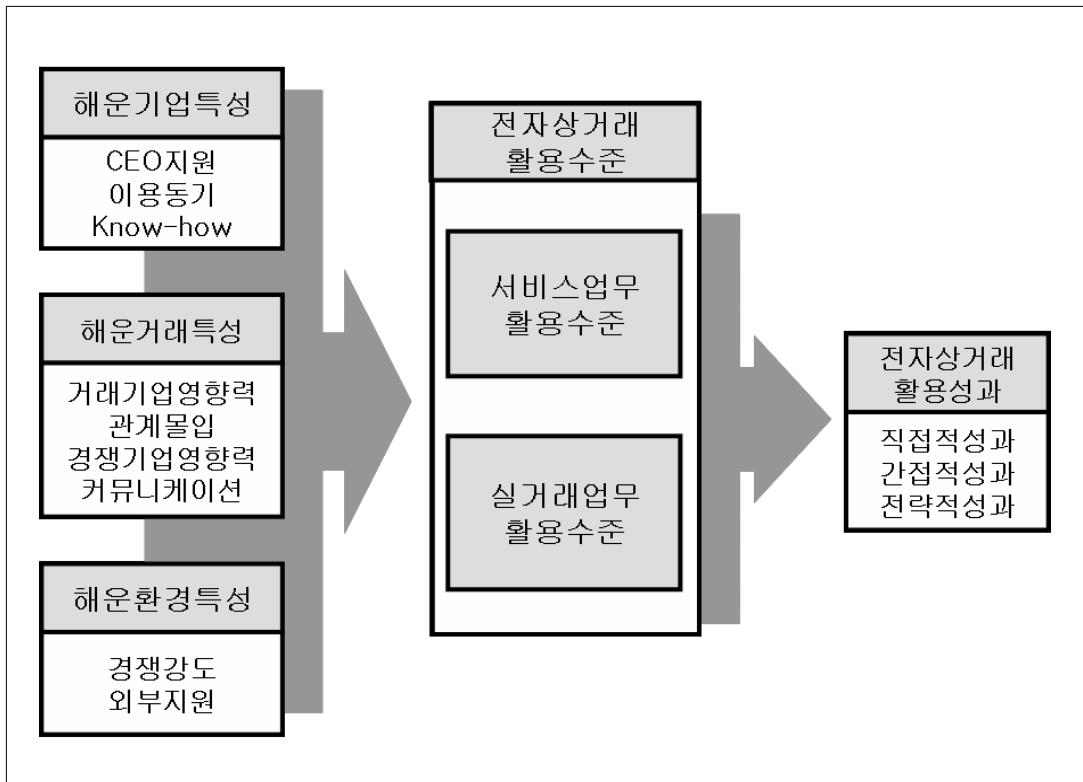 해운기업특성
CEO지원
이용동기
Know-how
해운거래특성
거래기업영향력
관계몰입
경쟁기업영향력
커뮤니케이션
해운환경특성
경쟁강도
외부지원
전자상거래
활용수준
서비스업무
활용수준
실거래업무
활용수준
전자상거래
활용성과
직접적성과
간접적성과
전략적성과